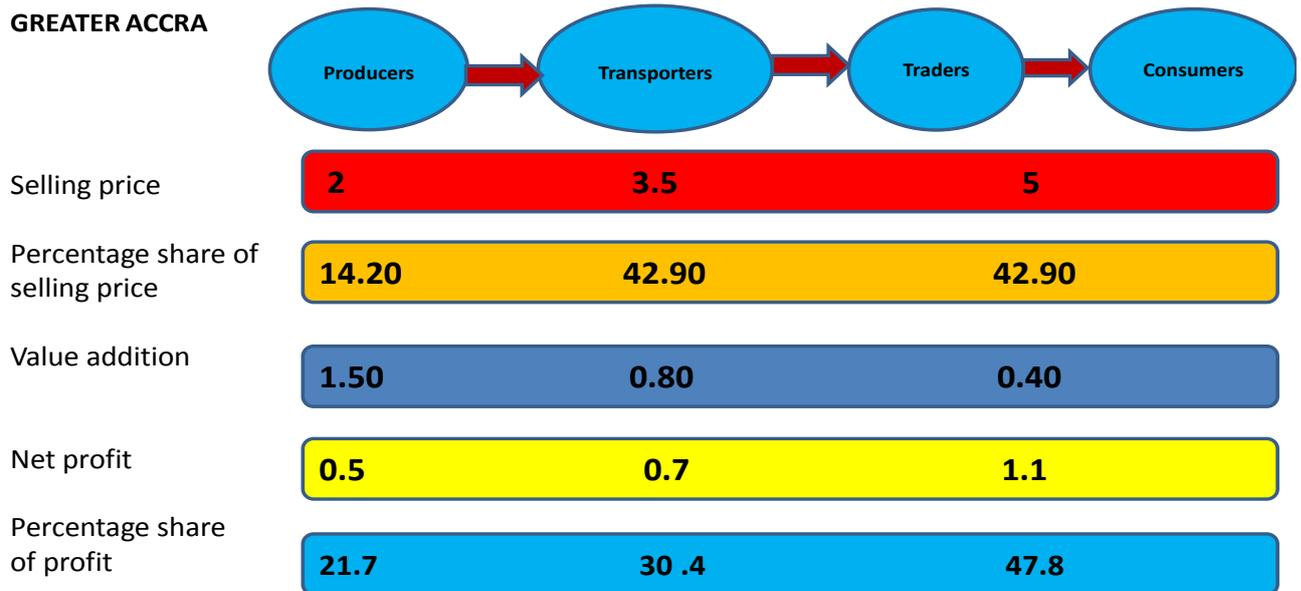 GREATER ACCRA
Producers Transporters Traders Consumers
Selling price 2 3.5 5
Percentage share of
selling price 14.20 42.90 42.90
Value addition 1.50 0.80 0.40
Net profit 0.5 0.7 1.1
Percentage share
of profit 21.7 30 .4 47.8